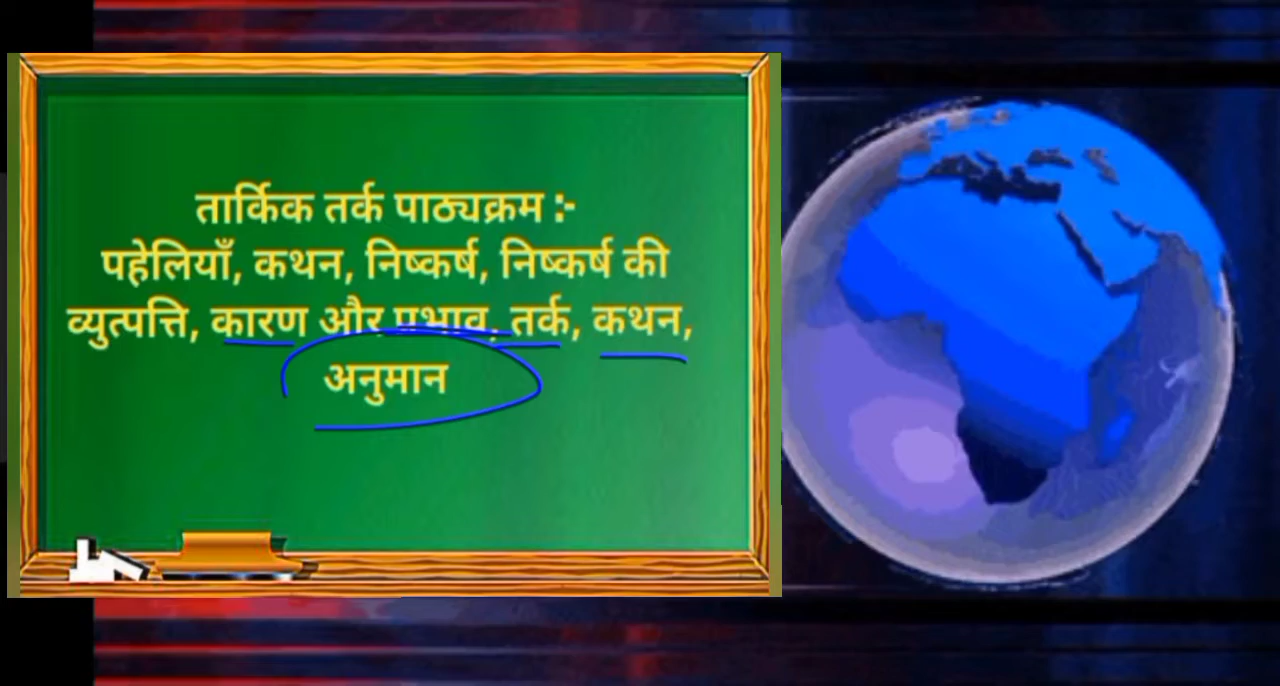 तार्किक तर्क पाठ्यक्रम :-
पहेलियाँ, कथन, निष्कर्ष, निष्कर्ष की
व्युत्पत्ति, कारण और प्रभाव, तर्क, कथन,
अनुमान